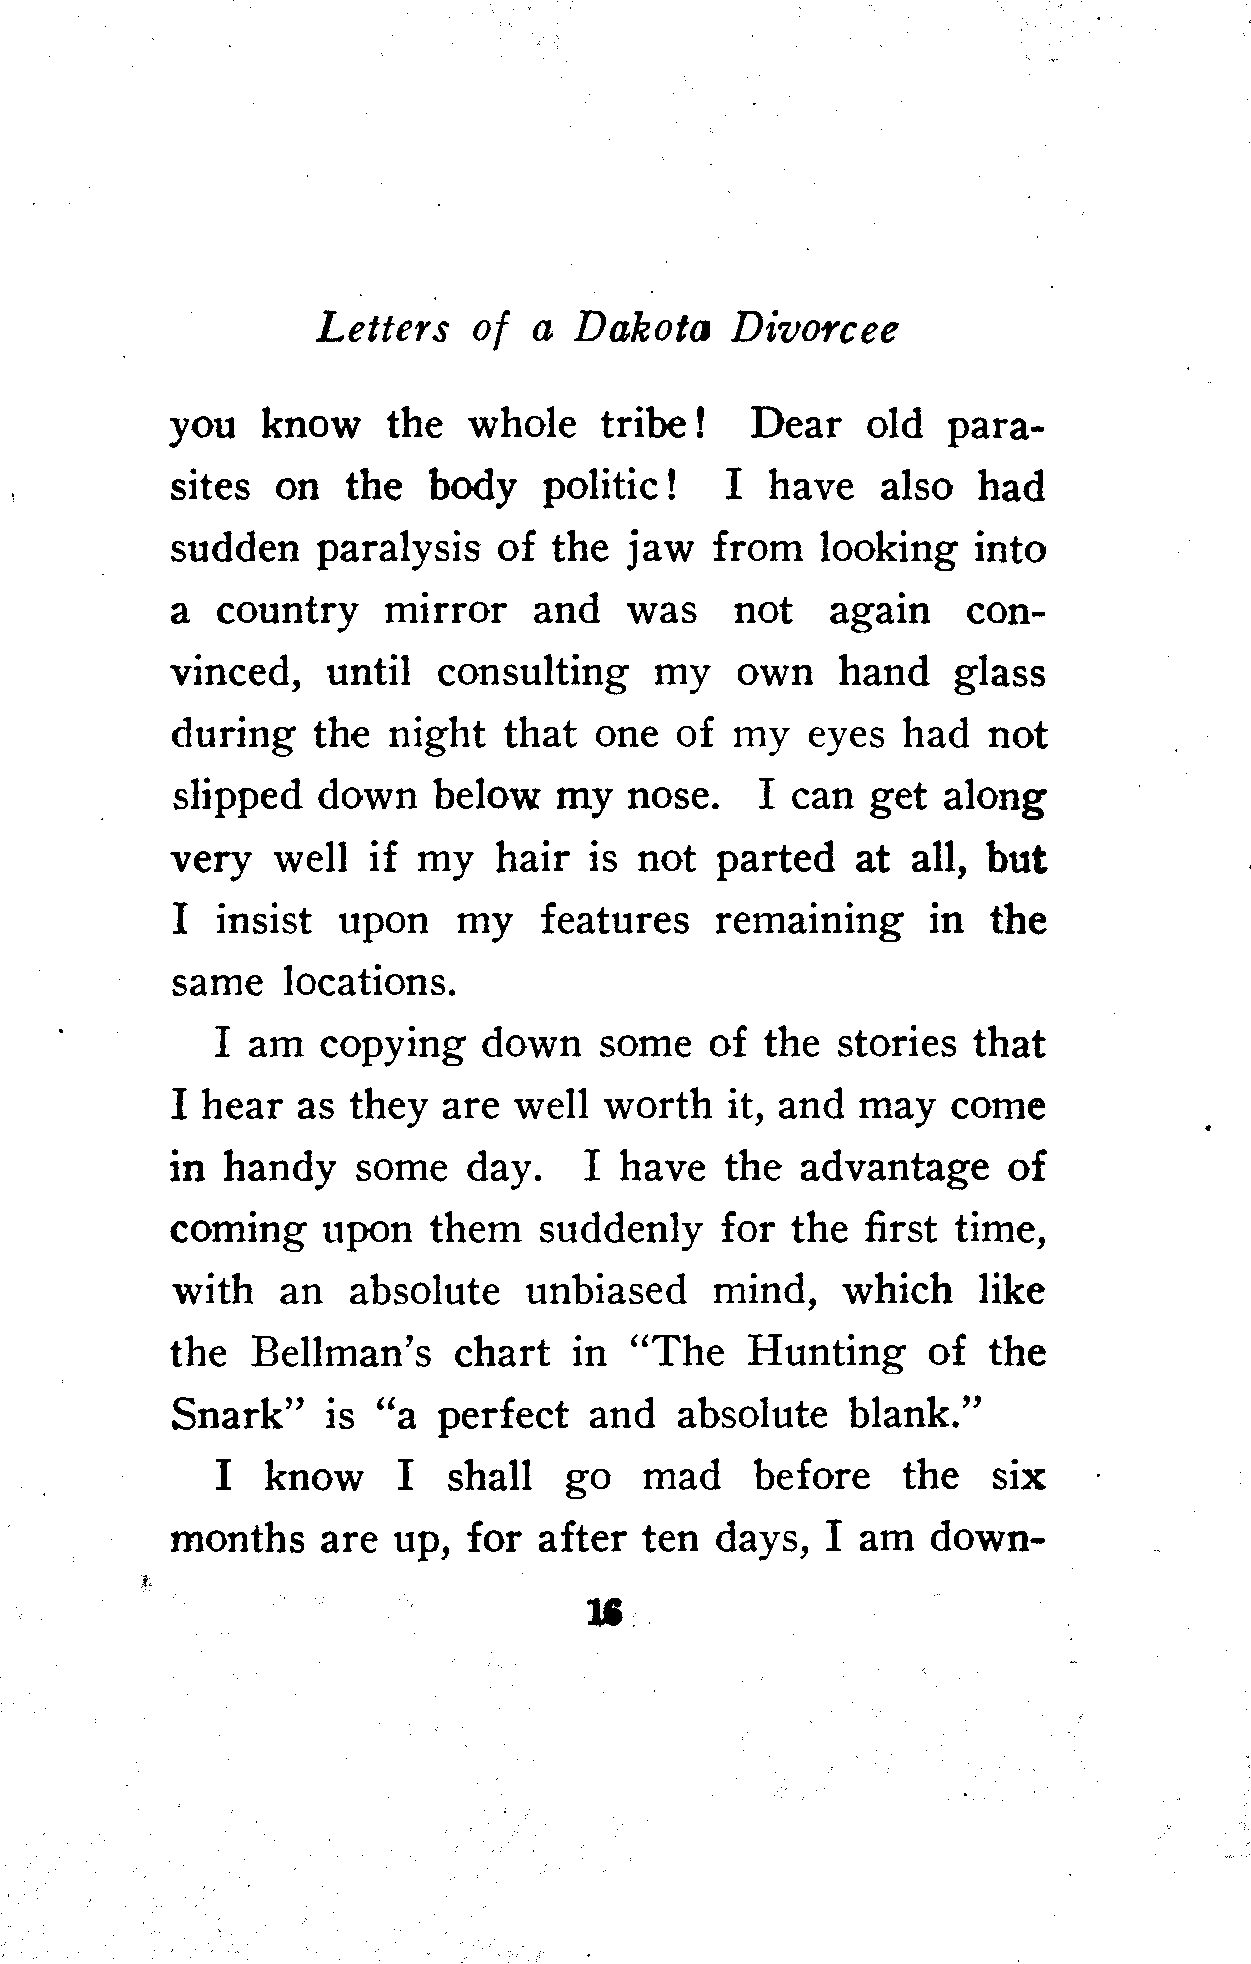 Letters of a Dakota Divorcee
you know the whole tribe! Dear old para-
sites on the body politic! I have also had
sudden paralysis of the jaw from looking into
a country mirror and was not again con-
vinced, until consulting my own hand glass
during the night that one of my eyes had not
slipped down below my nose. I can get along
very well if my hair is not parted at all, but
I insist upon my features remaining in the
same locations.
I am copying down some of the stories that
I hear as they are well worth it, and may come
in handy some day. I have the advantage of
coming upon them suddenly for the first time,
with an absolute unbiased mind, which like
the Bellman's chart in “The Hunting of the
Snark” is “a perfect and absolute blank.”
I know I shall go mad before the six
months are up, for after ten days, I am down-
16